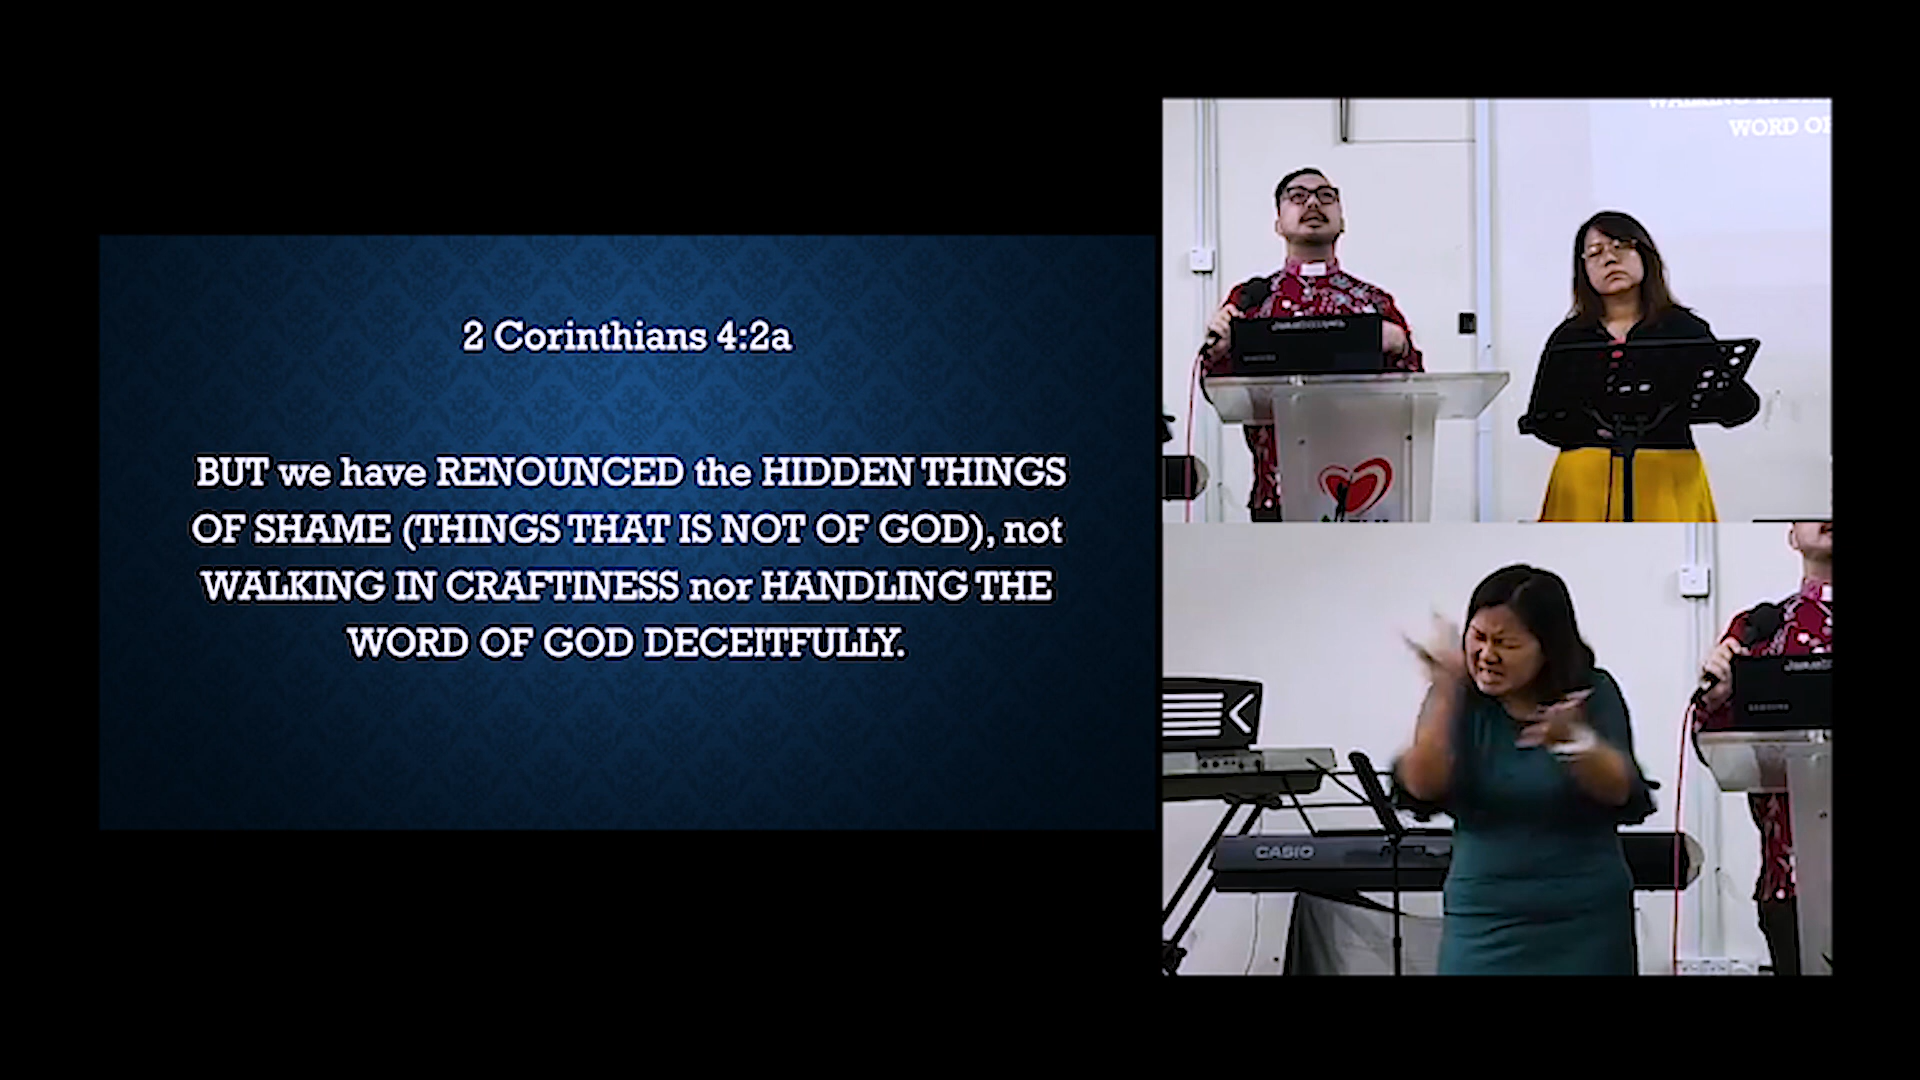 2 Corinthians 4:2a
BUT we have RENOUNCED the HIDDEN THINGS
OF SHAME (THINGS THAT IS NOT OF GOD), not
WALKING IN CRAFTINESS nor HANDLING THE
WORD OF GOD DECEITFULLY.
WORD OF
SAMSUNG
CASIO